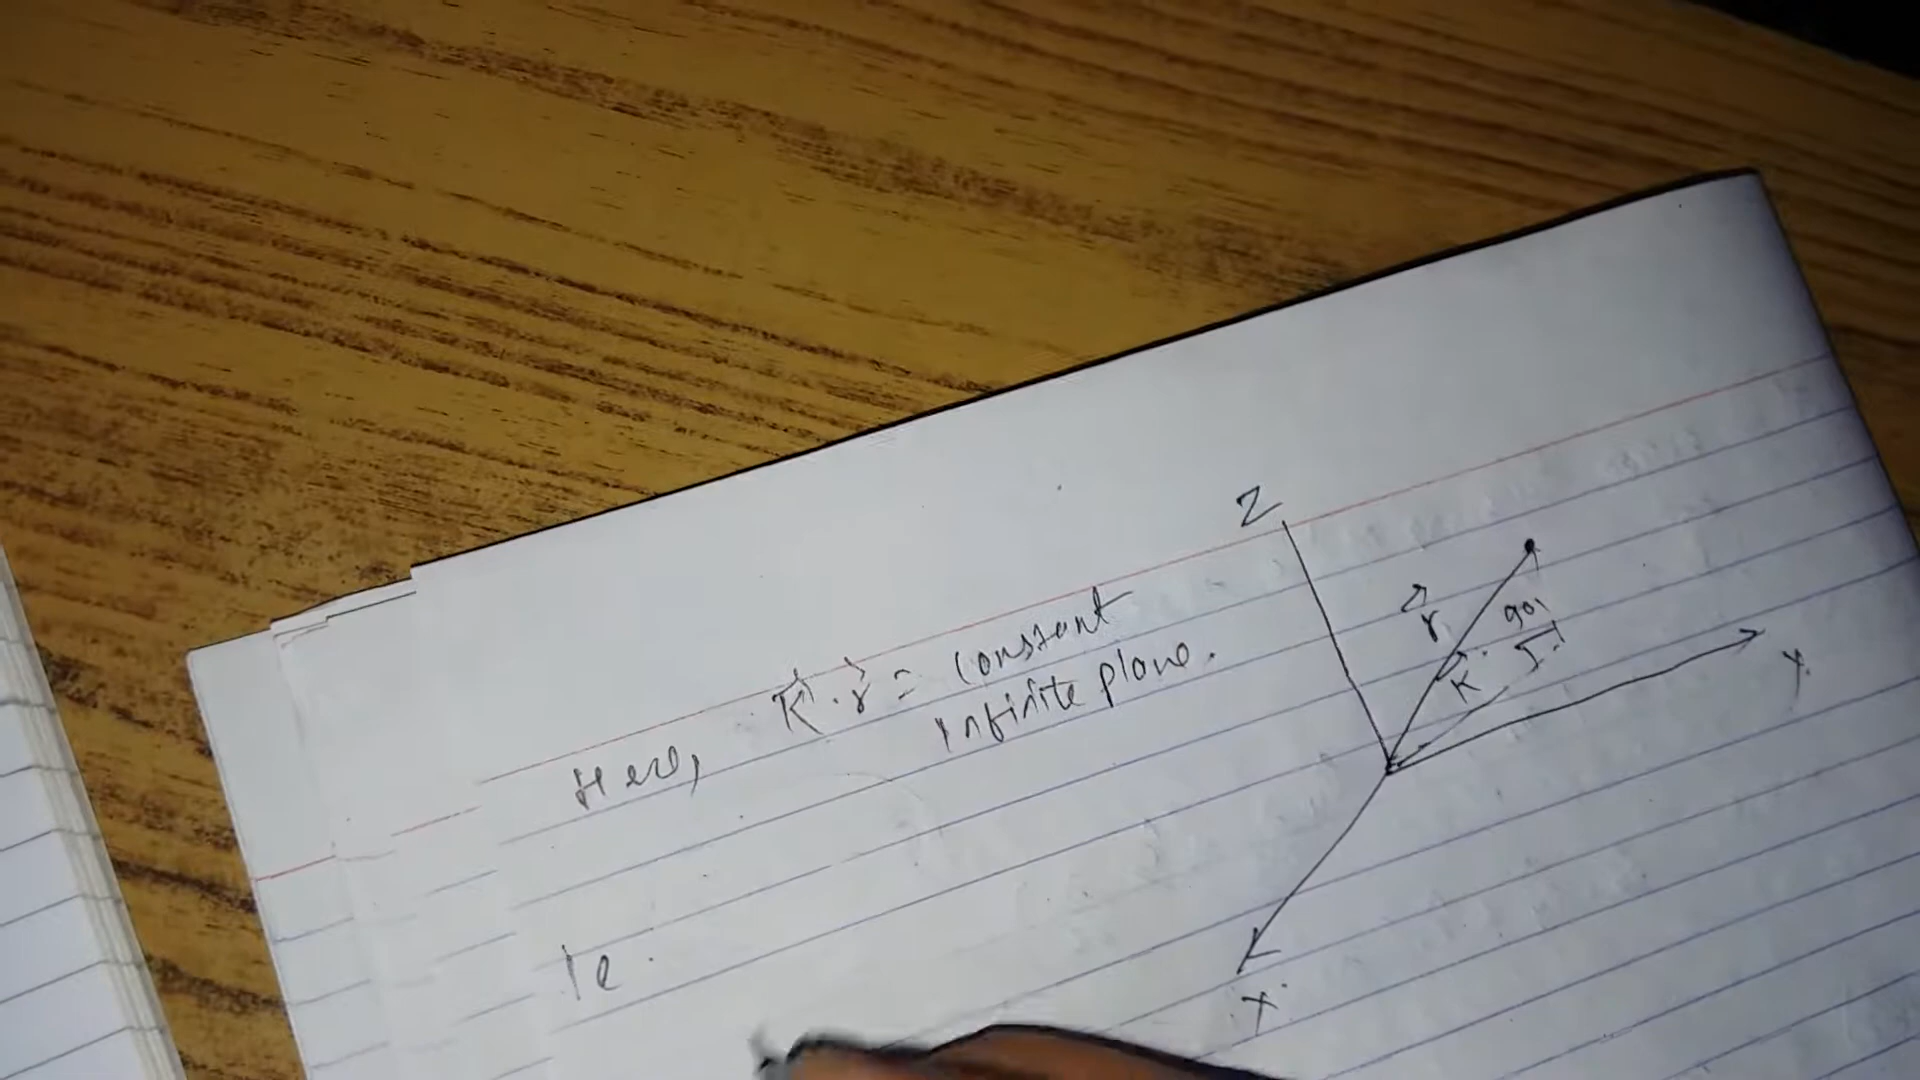 Here, K⃗ · r⃗ = constant
infinite plane.
ie.
Z
r⃗
K⃗
90
y.
x.